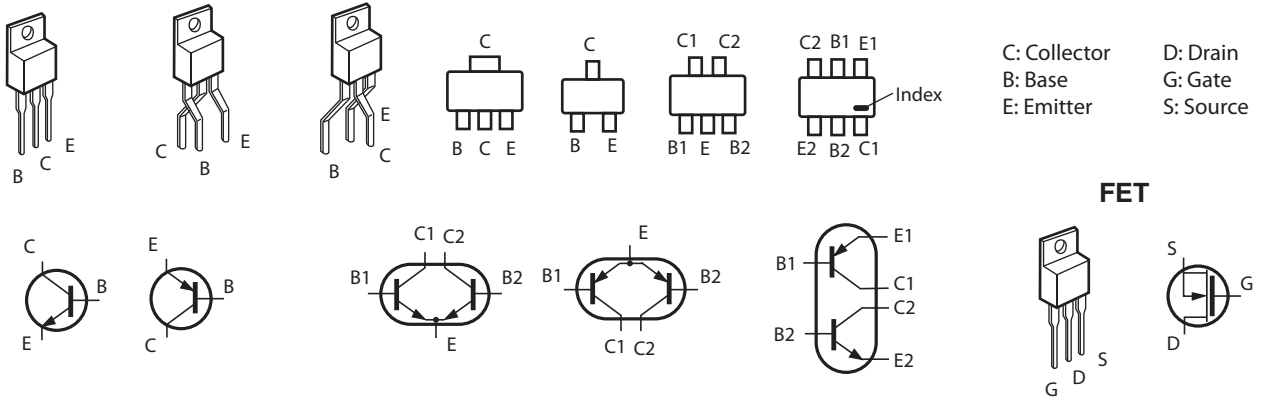 B C E
C B E
B E C
C
B C E
C
B E
C1 C2
B1 E B2
C2 B1 E1
Index
E2 B2 C1
C: Collector D: Drain
B: Base G: Gate
E: Emitter S: Source
C
B
E
E
B
C
C1 C2
B1 B2
E
E
B1 B2
C1 C2
E1
B1
C1
C2
B2
E2
FET
G D S
S
G
D